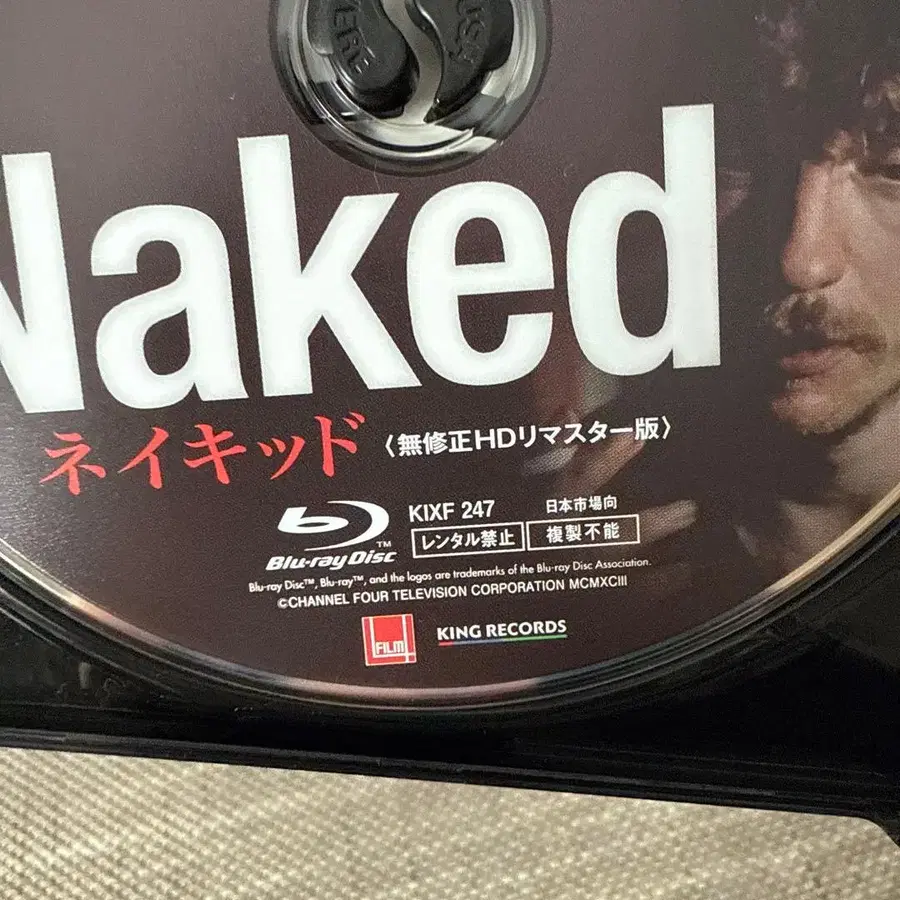 HERE
PUSH
Naked
ネイキッド 〈無修正HDリマスター版〉
Blu-ray Disc™ KIXF 247 日本市場向
レンタル禁止 複製不能
Blu-ray Disc™, Blu-ray™, and the logos are trademarks of the Blu-ray Disc Association.
©CHANNEL FOUR TELEVISION CORPORATION MCMXCIII
FILM KING RECORDS